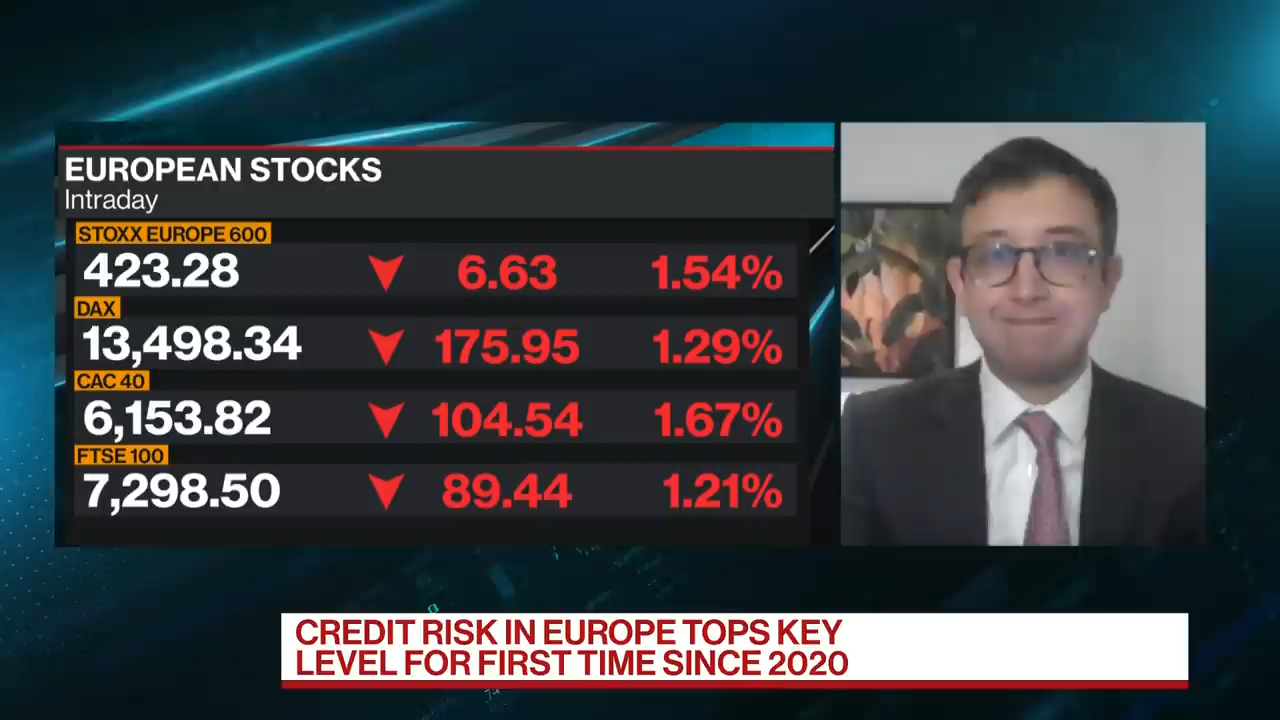 EUROPEAN STOCKS
Intraday
STOXX EUROPE 600
423.28 6.63 1.54%
DAX
13,498.34 175.95 1.29%
CAC 40
6,153.82 104.54 1.67%
FTSE 100
7,298.50 89.44 1.21%
CREDIT RISK IN EUROPE TOPS KEY
LEVEL FOR FIRST TIME SINCE 2020